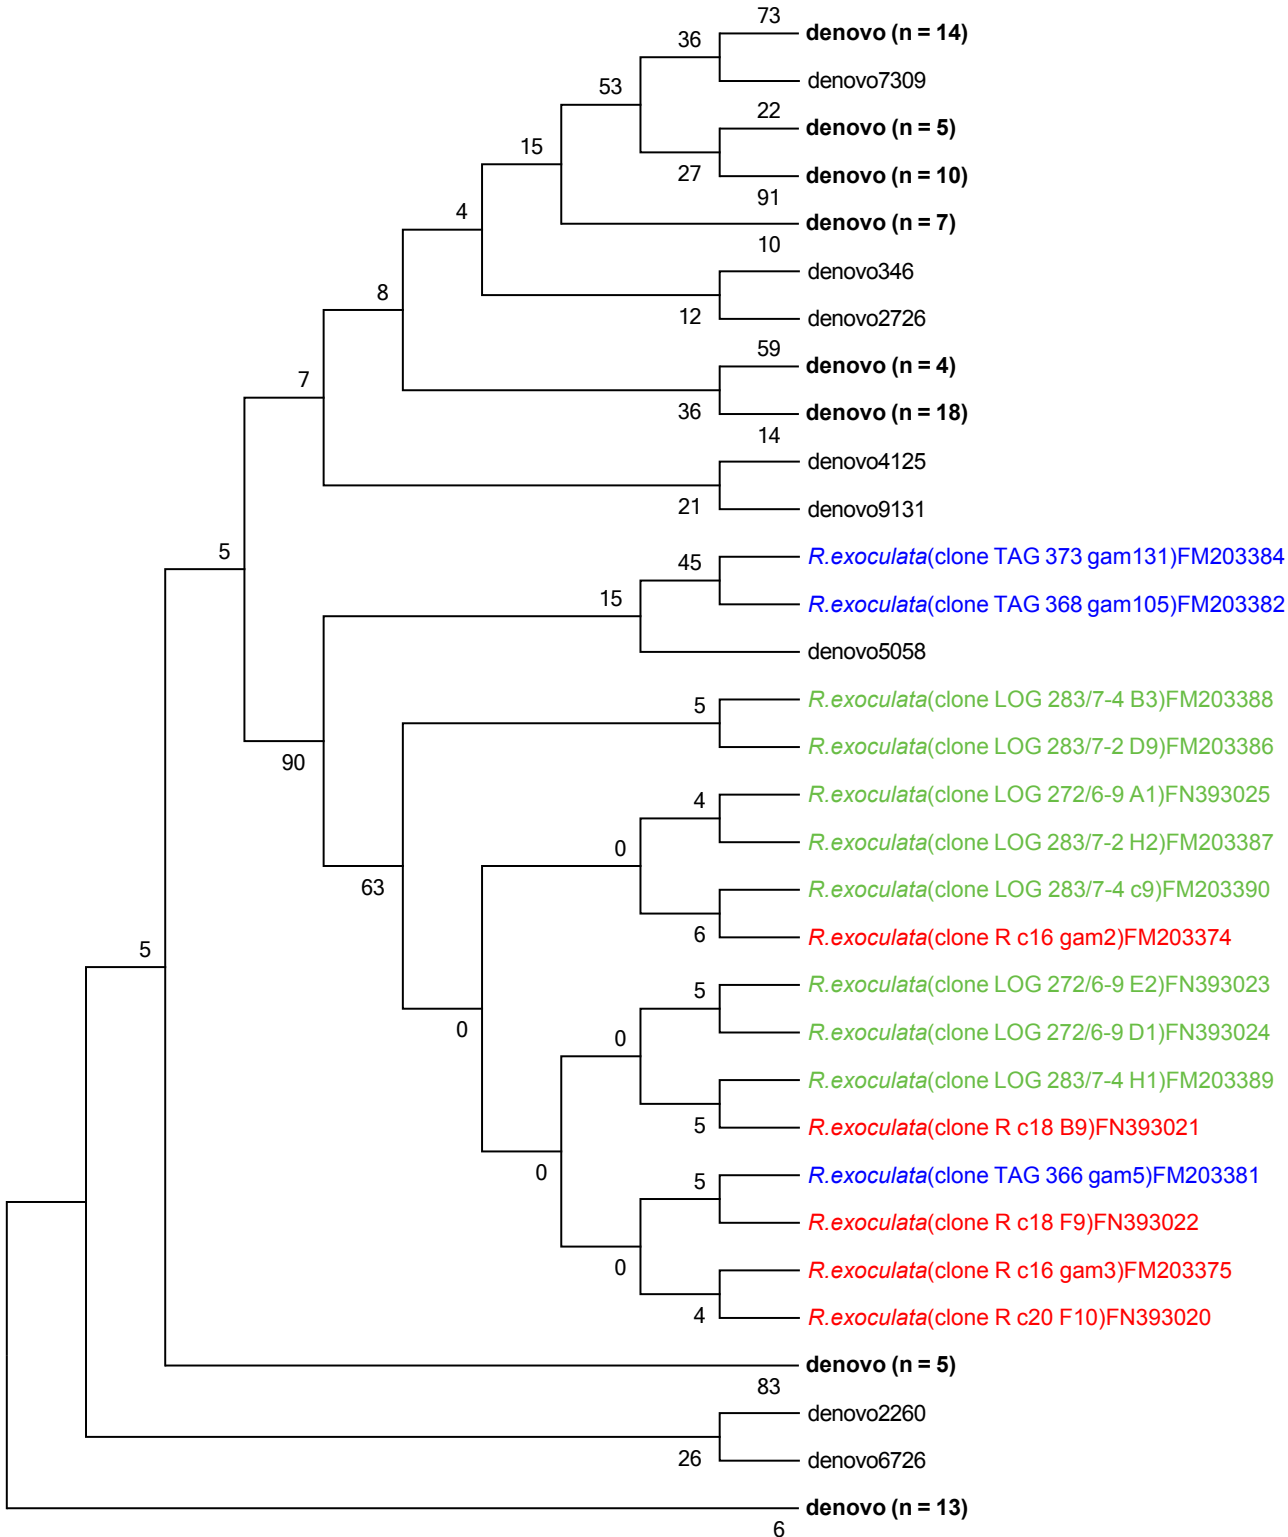 73
denovo (n = 14)
36
denovo7309
53
22
denovo (n = 5)
15
27
denovo (n = 10)
91
4
denovo (n = 7)
10
denovo346
8
12
denovo2726
59
denovo (n = 4)
7
36
denovo (n = 18)
14
denovo4125
21
denovo9131
5
45
R.exoculata(clone TAG 373 gam131)FM203384
15
R.exoculata(clone TAG 368 gam105)FM203382
denovo5058
5
R.exoculata(clone LOG 283/7-4 B3)FM203388
90
R.exoculata(clone LOG 283/7-2 D9)FM203386
4
R.exoculata(clone LOG 272/6-9 A1)FN393025
0
R.exoculata(clone LOG 283/7-2 H2)FM203387
63
R.exoculata(clone LOG 283/7-4 c9)FM203390
6
R.exoculata(clone R c16 gam2)FM203374
5
5
R.exoculata(clone LOG 272/6-9 E2)FN393023
0
0
R.exoculata(clone LOG 272/6-9 D1)FN393024
R.exoculata(clone LOG 283/7-4 H1)FM203389
5
R.exoculata(clone R c18 B9)FN393021
0
5
R.exoculata(clone TAG 366 gam5)FM203381
R.exoculata(clone R c18 F9)FN393022
0
R.exoculata(clone R c16 gam3)FM203375
4
R.exoculata(clone R c20 F10)FN393020
denovo (n = 5)
83
denovo2260
26
denovo6726
denovo (n = 13)
6